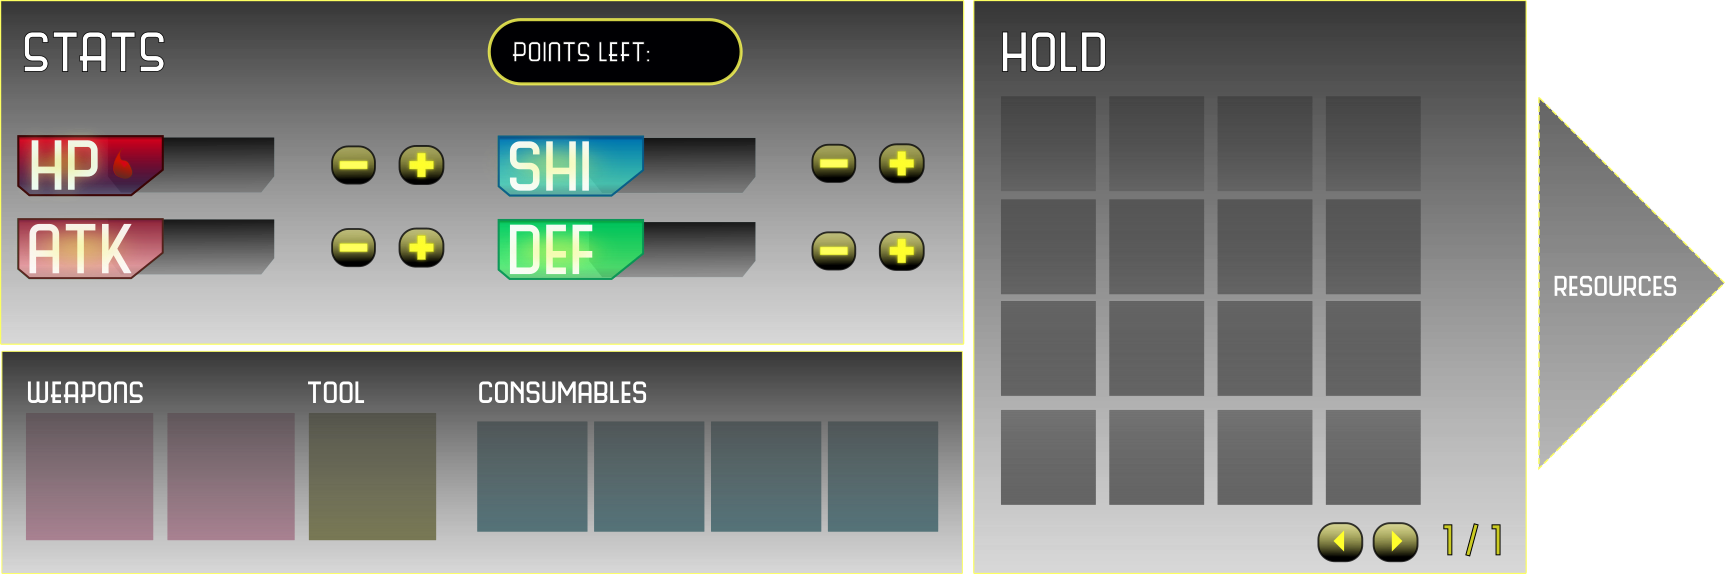 STATS
POINTS LEFT:
HP
SHI
ATK
DEF
WEAPONS
TOOL
CONSUMABLES
HOLD
1 / 1
RESOURCES